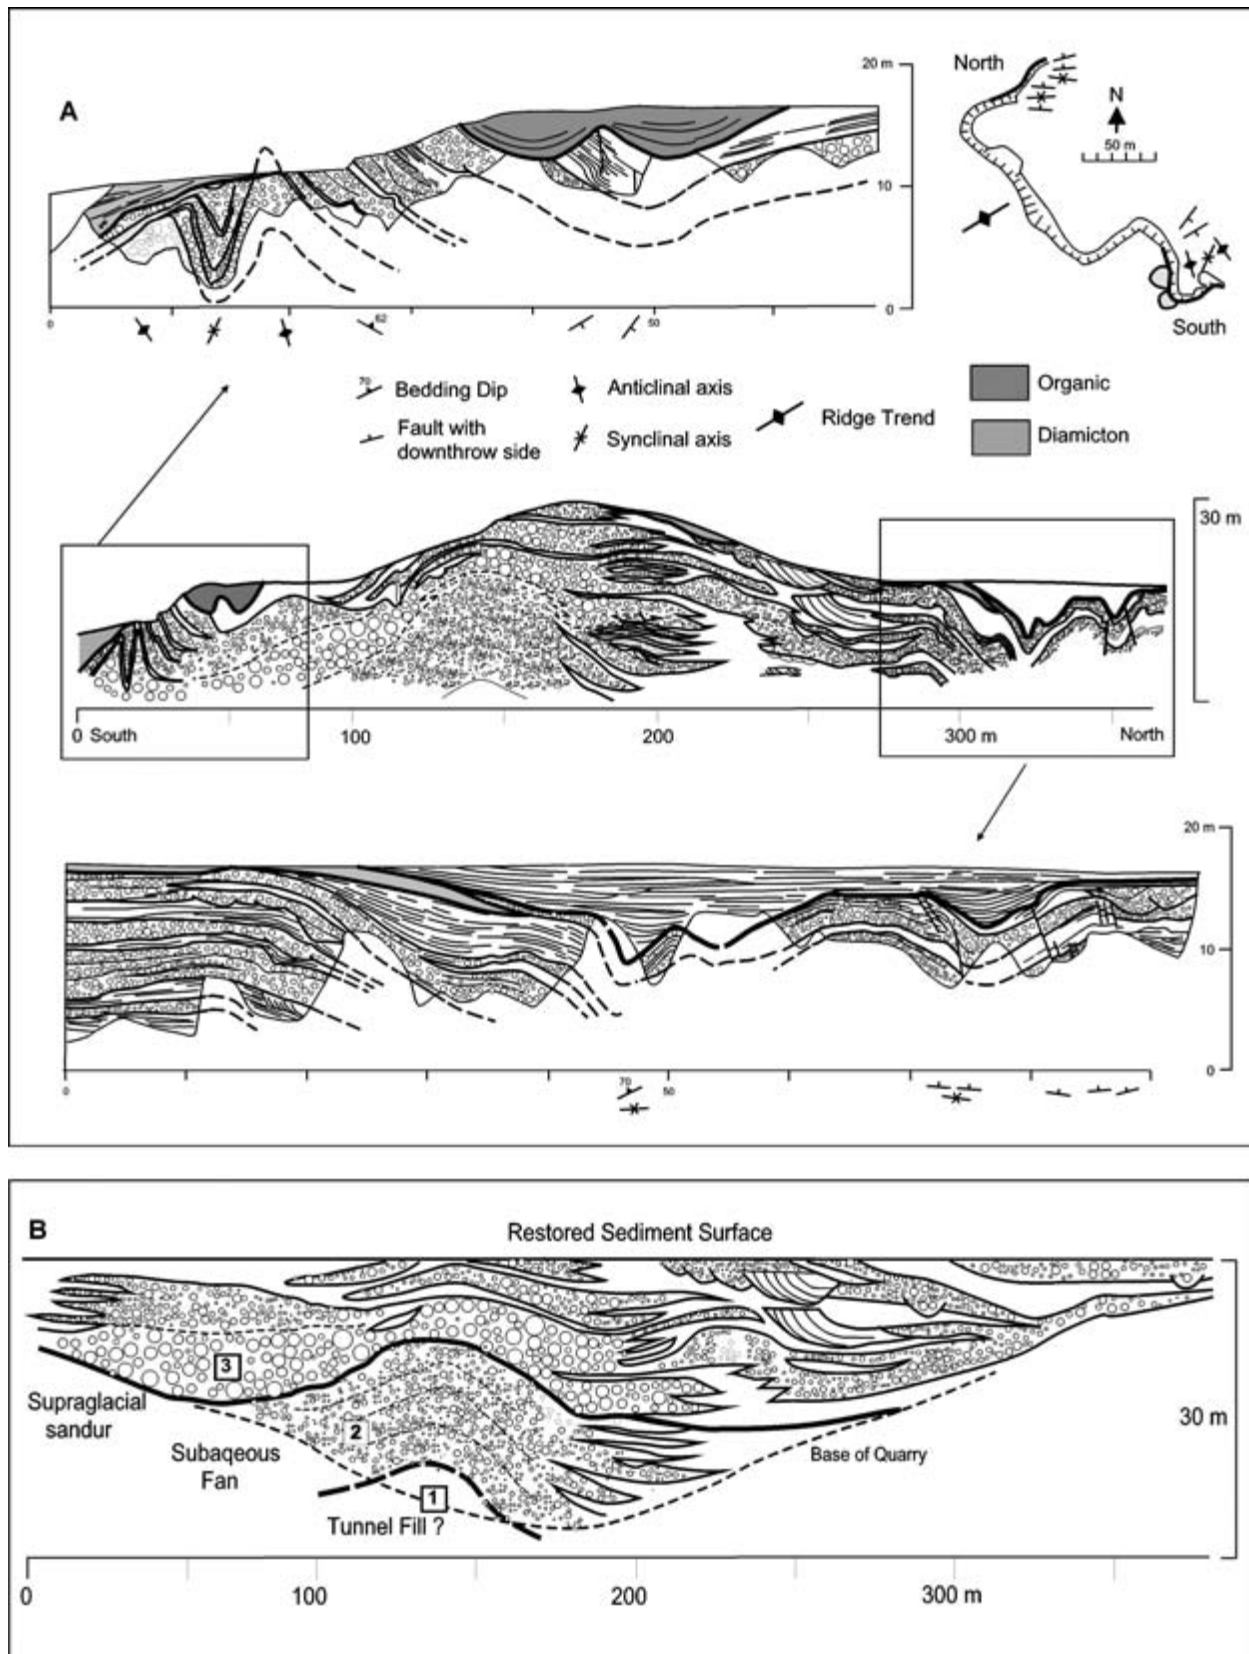 A
20 m
10
0
0
62
50
North
N
50 m
South
70
Bedding Dip
Fault with
downthrow side
Anticlinal axis
Synclinal axis
Ridge Trend
Organic
Diamicton
30 m
0 South
100
200
300 m
North
20 m
10
0
0
70
50
B
Restored Sediment Surface
3
Supraglacial
sandur
2
Subaqeous
Fan
1
Tunnel Fill ?
Base of Quarry
30 m
0
100
200
300 m